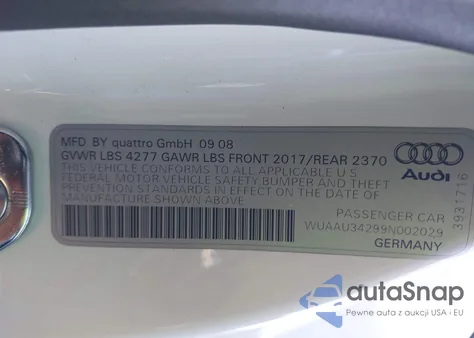 MFD BY quattro GmbH 09 08
GVWR LBS 4277 GAWR LBS FRONT 2017/REAR 2370
THIS VEHICLE CONFORMS TO ALL APPLICABLE U S
FEDERAL MOTOR VEHICLE SAFETY BUMPER AND THEFT
PREVENTION STANDARDS IN EFFECT ON THE DATE OF
MANUFACTURE SHOWN ABOVE
Audi
3931716
PASSENGER CAR
WUAAU34299N002029
GERMANY
autoSnap
Pewne auta z aukcji USA i EU